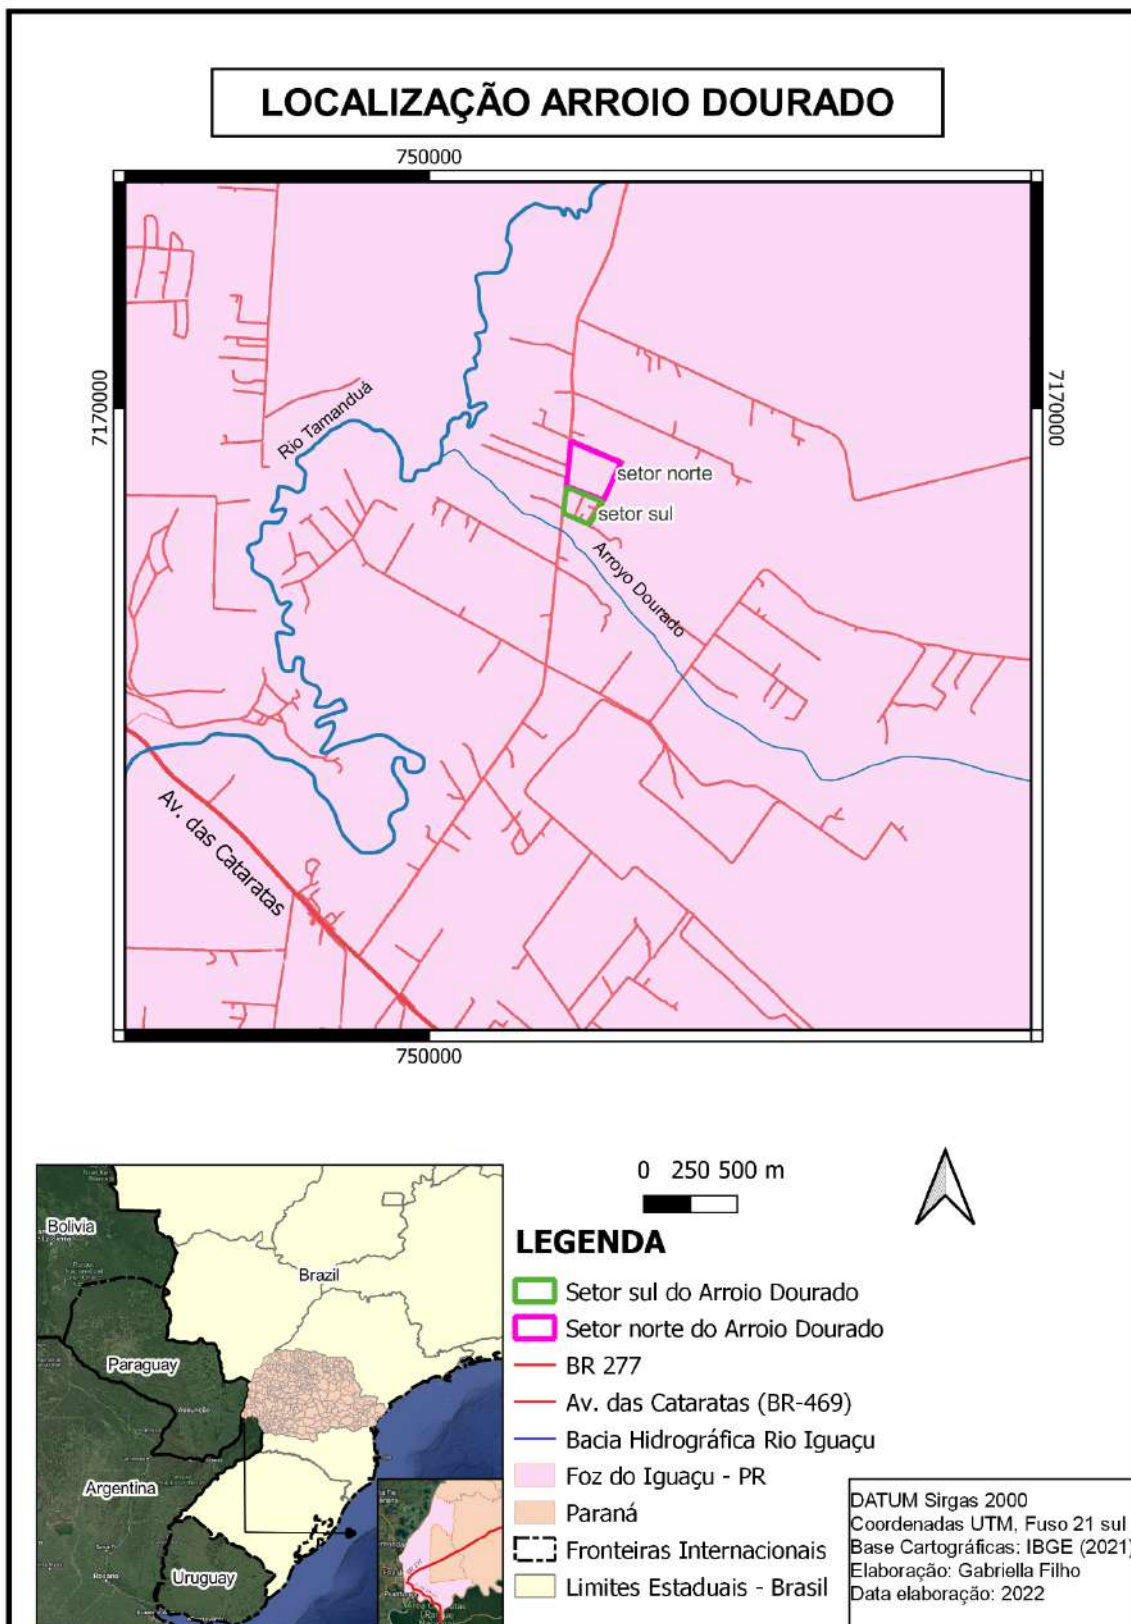 LOCALIZAÇÃO ARROIO DOURADO
750000
7170000
7170000
Rio Tamanduá
setor norte
setor sul
Arroyo Dourado
Av. das Cataratas
750000
0 250 500 m
Bolivia
Brazil
Paraguay
Assunção
Argentina
Uruguay
LEGENDA
Setor sul do Arroio Dourado
Setor norte do Arroio Dourado
BR 277
Av. das Cataratas (BR-469)
Bacia Hidrográfica Rio Iguaçu
Foz do Iguaçu - PR
Paraná
Fronteiras Internacionais
Limites Estaduais - Brasil
DATUM Sirgas 2000
Coordenadas UTM, Fuso 21 sul
Base Cartográficas: IBGE (2021)
Elaboração: Gabriella Filho
Data elaboração: 2022